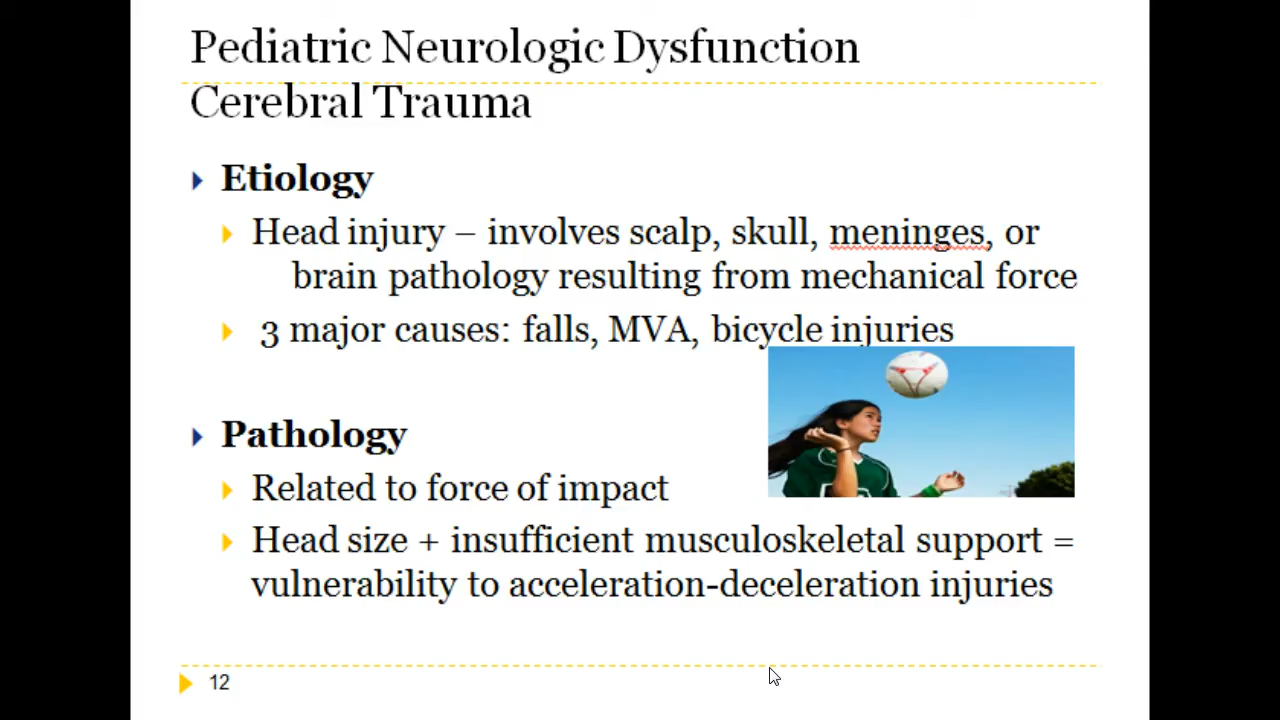 Pediatric Neurologic Dysfunction
Cerebral Trauma
Etiology
Head injury – involves scalp, skull, meninges, or
brain pathology resulting from mechanical force
3 major causes: falls, MVA, bicycle injuries
Pathology
Related to force of impact
Head size + insufficient musculoskeletal support =
vulnerability to acceleration-deceleration injuries
12